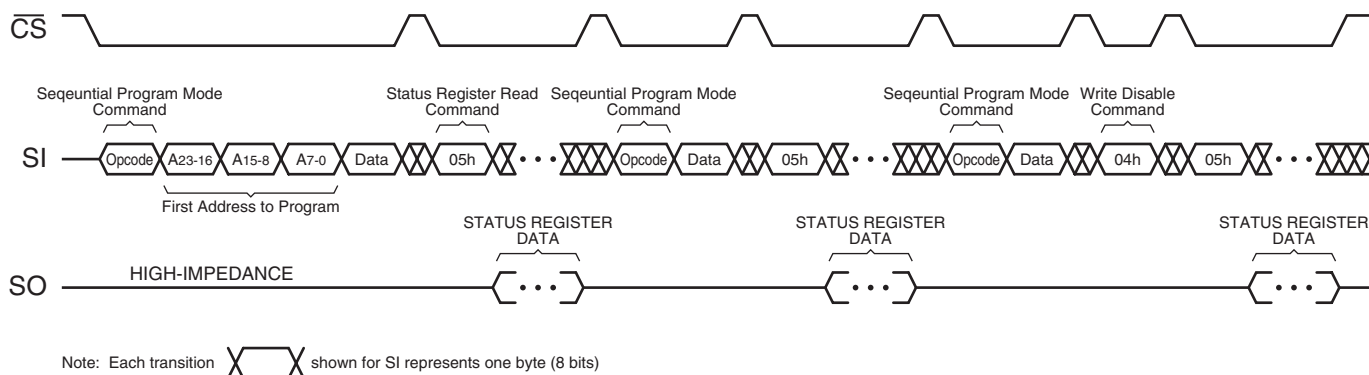 CS
Seqeuntial Program Mode
Command
Status Register Read
Command
Seqeuntial Program Mode
Command
Seqeuntial Program Mode
Command
Write Disable
Command
SI Opcode A23-16 A15-8 A7-0 Data 05h • • • Opcode Data 05h • • • Opcode Data 04h 05h • • •
First Address to Program
STATUS REGISTER
DATA
STATUS REGISTER
DATA
STATUS REGISTER
DATA
SO HIGH-IMPEDANCE • • • • • • • • •
Note: Each transition shown for SI represents one byte (8 bits)